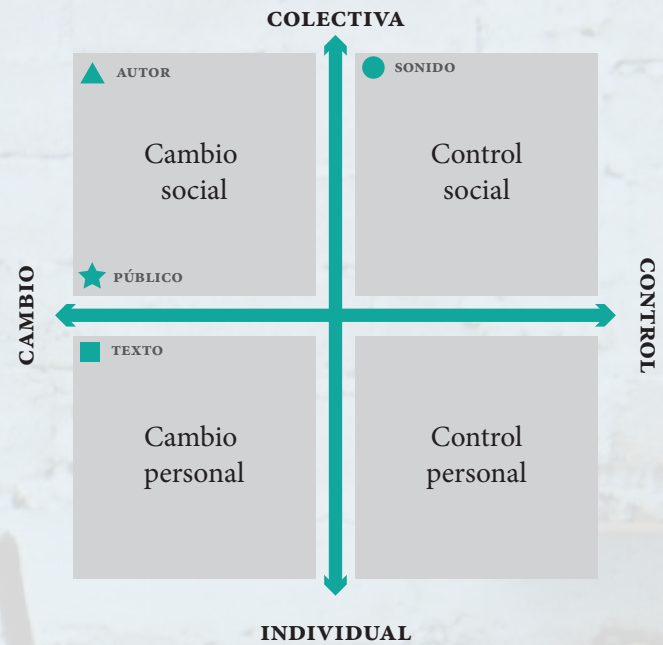 COLECTIVA
AUTOR
SONIDO
Cambio
social
Control
social
PÚBLICO
CAMBIO
CONTROL
TEXTO
Cambio
personal
Control
personal
INDIVIDUAL